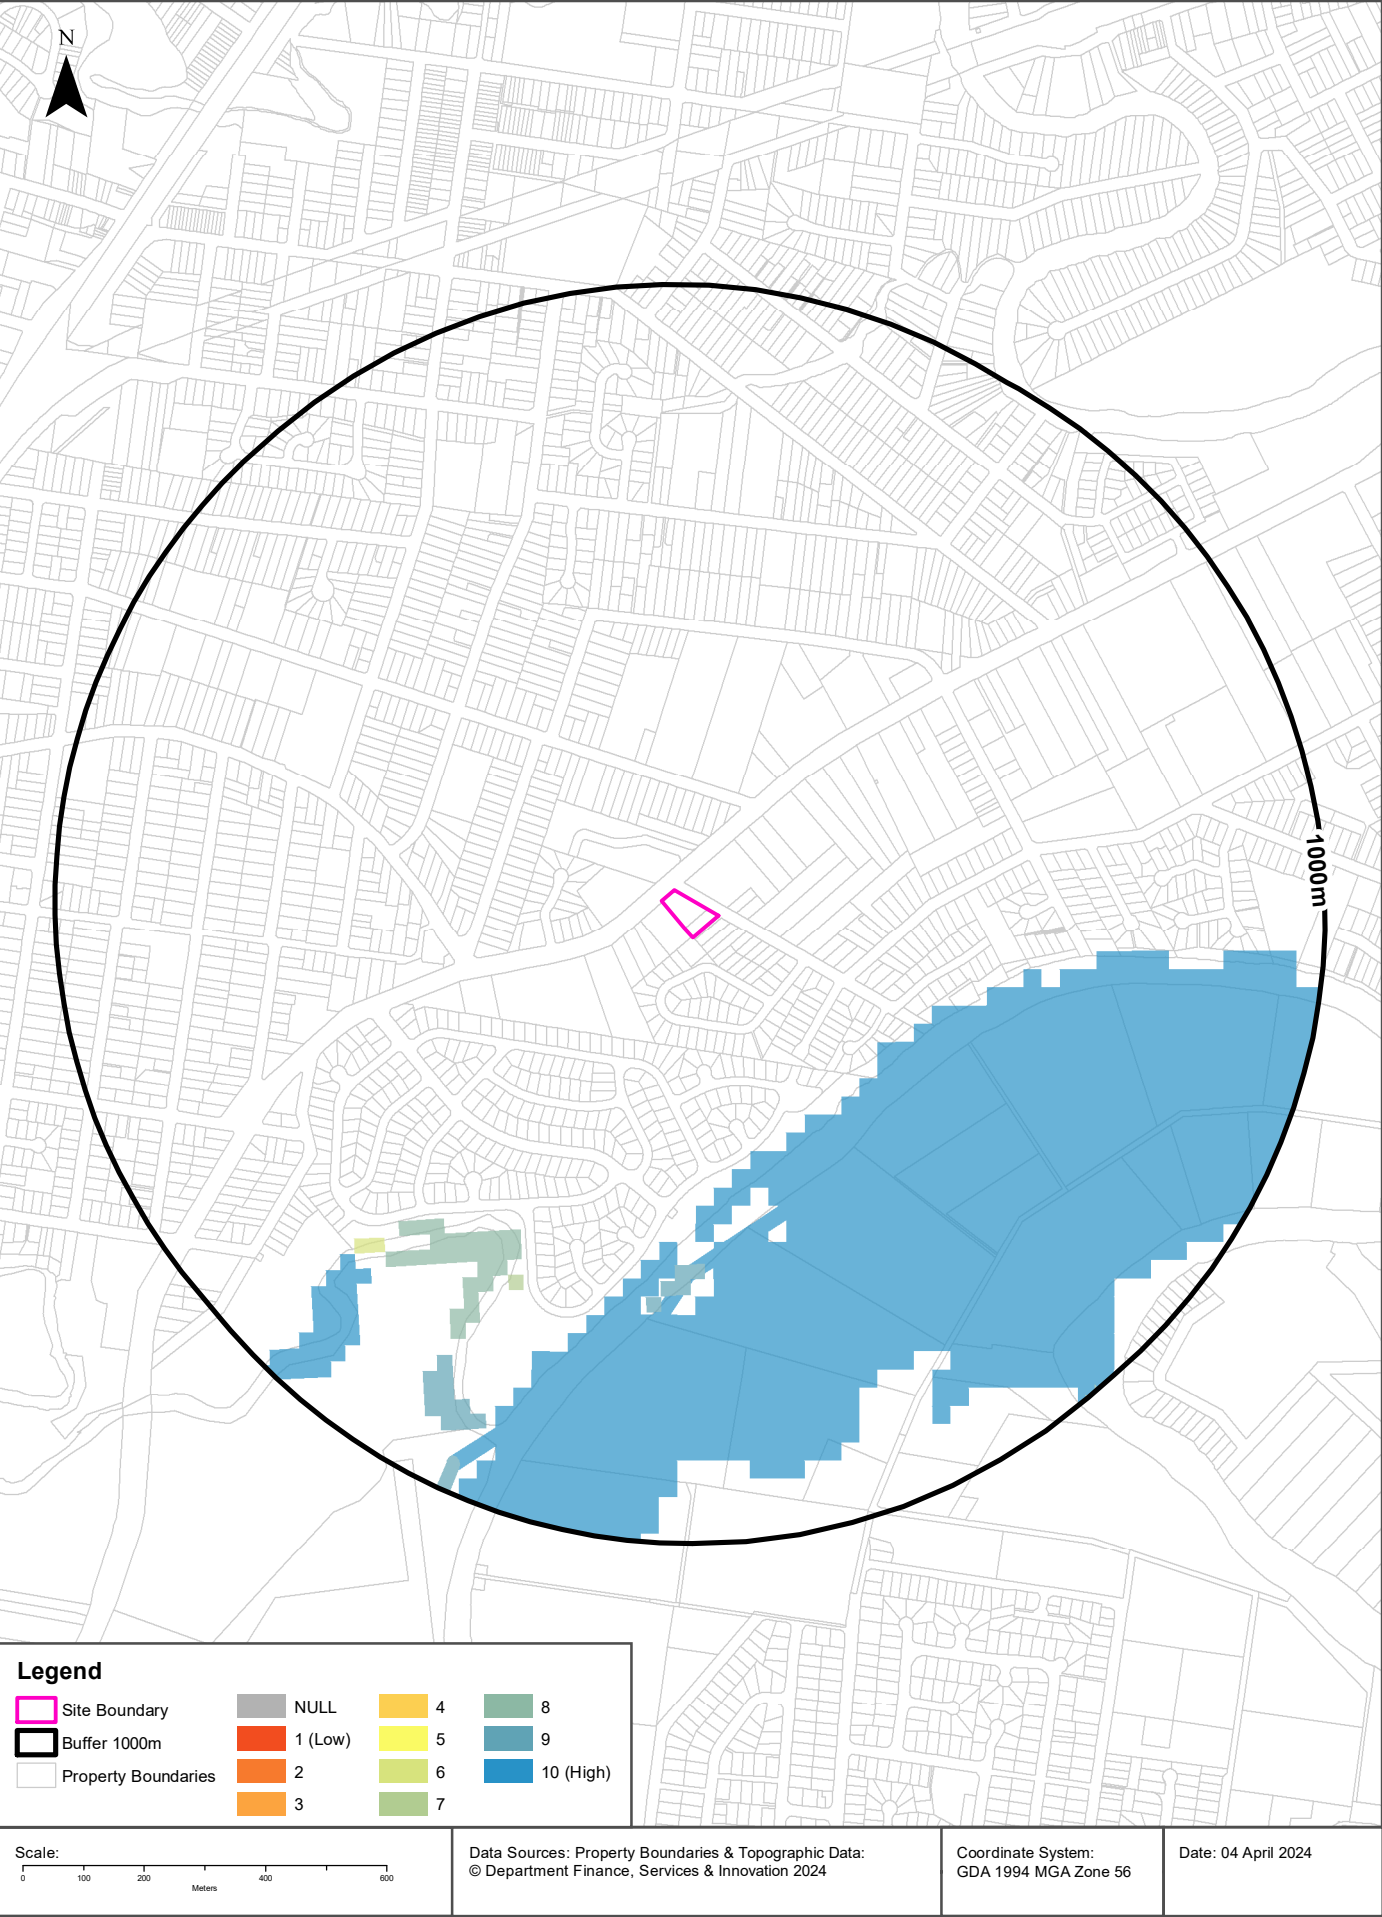 N
1000m
Legend
Site Boundary
Buffer 1000m
Property Boundaries
NULL
1 (Low)
2
3
4
5
6
7
8
9
10 (High)
Scale:
0 100 200 400 600
Meters
Data Sources: Property Boundaries & Topographic Data:
© Department Finance, Services & Innovation 2024
Coordinate System:
GDA 1994 MGA Zone 56
Date: 04 April 2024